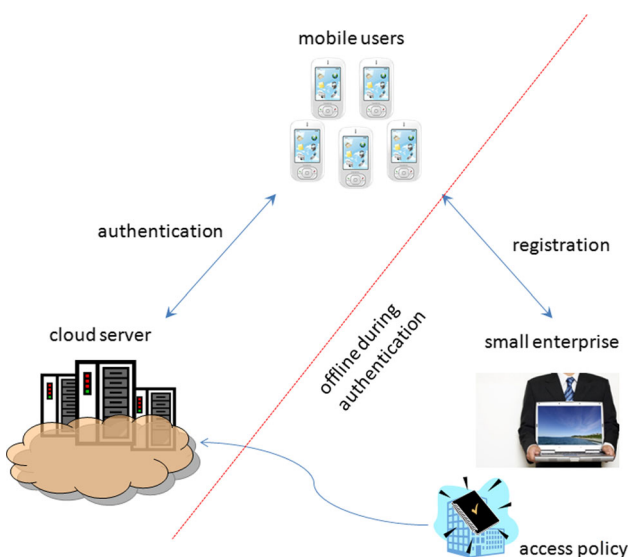 mobile users
authentication
registration
cloud server
offline during
authentication
small enterprise
access policy